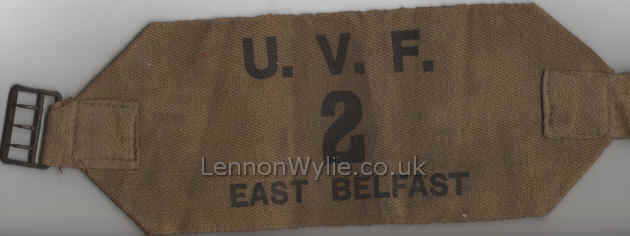 U. V. F.
2
LennonWylie.co.uk
EAST BELFAST